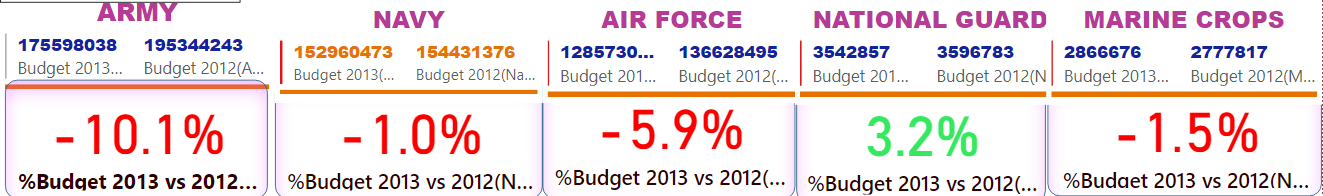 ARMY
175598038 195344243
Budget 2013... Budget 2012(A...
-10.1%
%Budget 2013 vs 2012...
NAVY
152960473 154431376
Budget 2013(... Budget 2012(Na...
-1.0%
%Budget 2013 vs 2012(N...
AIR FORCE
1285730... 136628495
Budget 201... Budget 2012(...
-5.9%
%Budget 2013 vs 2012(...
NATIONAL GUARD
3542857 3596783
Budget 201... Budget 2012(N
3.2%
%Budget 2013 vs 2012(N...
MARINE CROPS
2866676 2777817
Budget 2013... Budget 2012(M...
-1.5%
%Budget 2013 vs 2012(N...